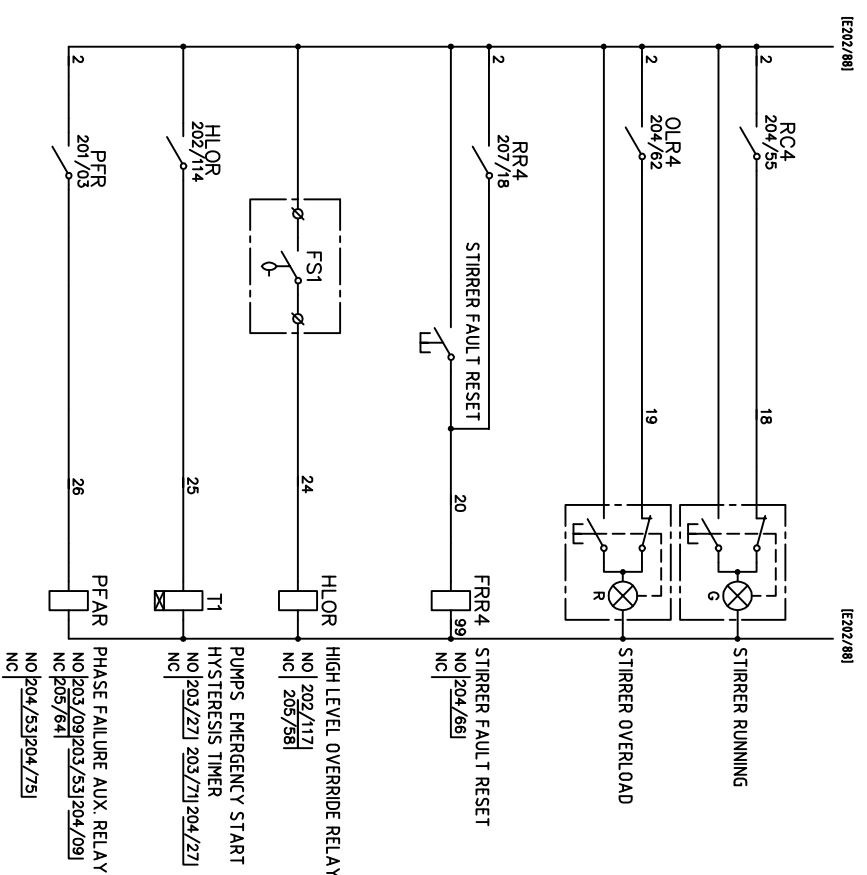 [E202/88]
[E202/88]
2
RC4
204/55
18
G
STIRRER RUNNING
2
OLR4
204/62
19
R
STIRRER OVERLOAD
2
RR4
207/18
STIRRER FAULT RESET
20
FRR4
99
STIRRER FAULT RESET
NO 204/66
NC
FS1
24
HLOR
HIGH LEVEL OVERRIDE RELAY
NO 202/117
NC 205/58
HLOR
202/114
25
T1
PUMPS EMERGENCY START
HYSTERESIS TIMER
NO 203/27 203/71 204/27
NC
2
PFR
201/03
26
PFAR
PHASE FAILURE AUX. RELAY
NO 203/09 203/53 204/09
NC 205/64
NO 204/53 204/75
NC